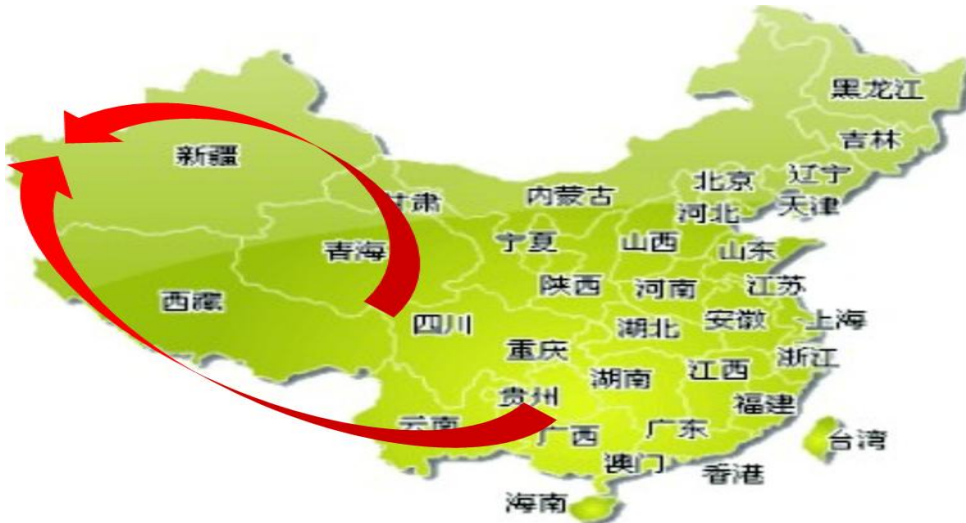 黑龙江
吉林
新疆
辽宁
北京
内蒙古
甘肃
天津
河北
宁夏
山西
山东
青海
陕西
河南
江苏
西藏
四川
湖北
安徽
上海
重庆
浙江
湖南
江西
贵州
福建
云南
广西
广东
台湾
澳门
香港
海南